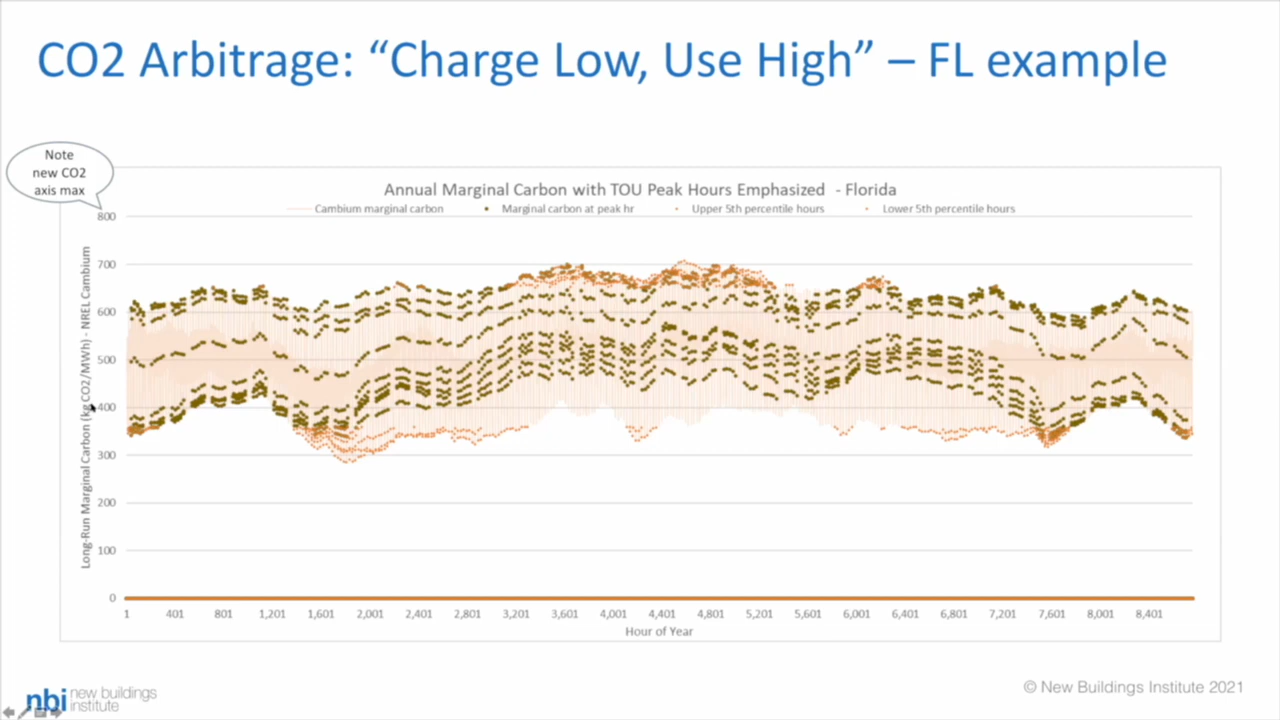 CO2 Arbitrage: “Charge Low, Use High” – FL example
Note
new CO2
axis max
Annual Marginal Carbon with TOU Peak Hours Emphasized - Florida
Cambium marginal carbon
Marginal carbon at peak hr
Upper 5th percentile hours
Lower 5th percentile hours
Long-Run Marginal Carbon (kg CO2/MWh) - NREL Cambium
800
700
600
500
400
300
200
100
0
1 401 801 1,201 1,601 2,001 2,401 2,801 3,201 3,601 4,001 4,401 4,801 5,201 5,601 6,001 6,401 6,801 7,201 7,601 8,001 8,401
Hour of Year
nbi new buildings
institute
© New Buildings Institute 2021